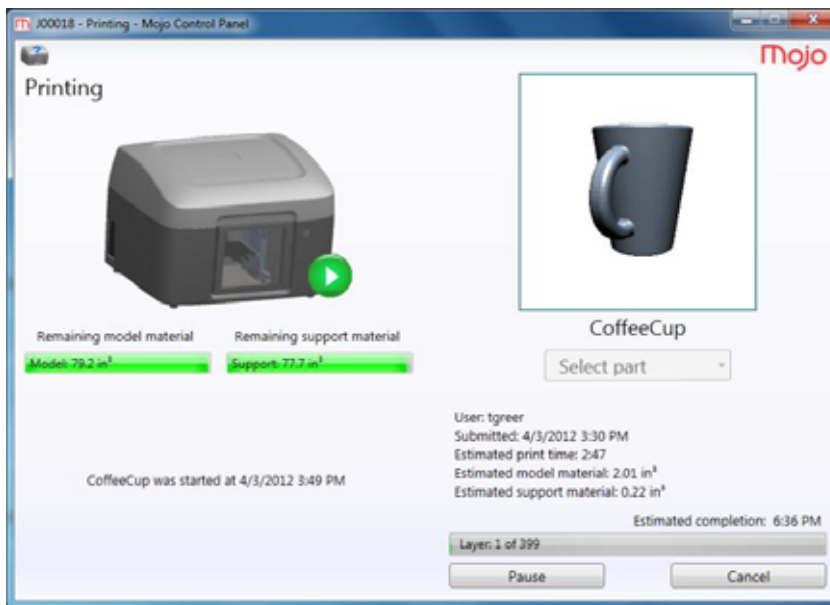 J00018 - Printing - Mojo Control Panel
mojo
Printing
Remaining model material
Remaining support material
Model: 79.2 in³
Support: 77.7 in³
CoffeeCup was started at 4/3/2012 3:49 PM
CoffeeCup
Select part
User: tgreer
Submitted: 4/3/2012 3:30 PM
Estimated print time: 2:47
Estimated model material: 2.01 in³
Estimated support material: 0.22 in³
Estimated completion: 6:36 PM
Layer: 1 of 399
Pause
Cancel